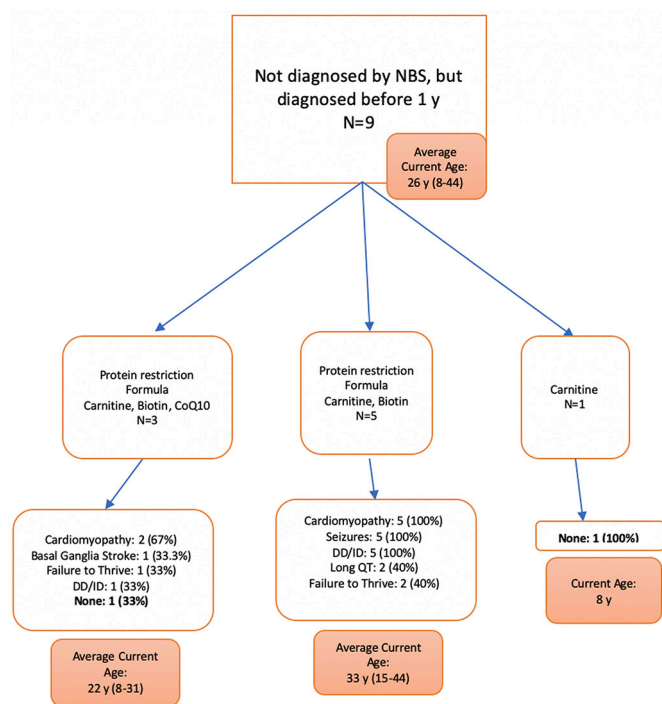 Not diagnosed by NBS, but
diagnosed before 1 y
N=9
Average
Current Age:
26 y (8-44)
Protein restriction
Formula
Carnitine, Biotin, CoQ10
N=3
Protein restriction
Formula
Carnitine, Biotin
N=5
Carnitine
N=1
Cardiomyopathy: 2 (67%)
Basal Ganglia Stroke: 1 (33.3%)
Failure to Thrive: 1 (33%)
DD/ID: 1 (33%)
None: 1 (33%)
Cardiomyopathy: 5 (100%)
Seizures: 5 (100%)
DD/ID: 5 (100%)
Long QT: 2 (40%)
Failure to Thrive: 2 (40%)
None: 1 (100%)
Current Age:
8 y
Average Current
Age:
22 y (8-31)
Average Current
Age:
33 y (15-44)